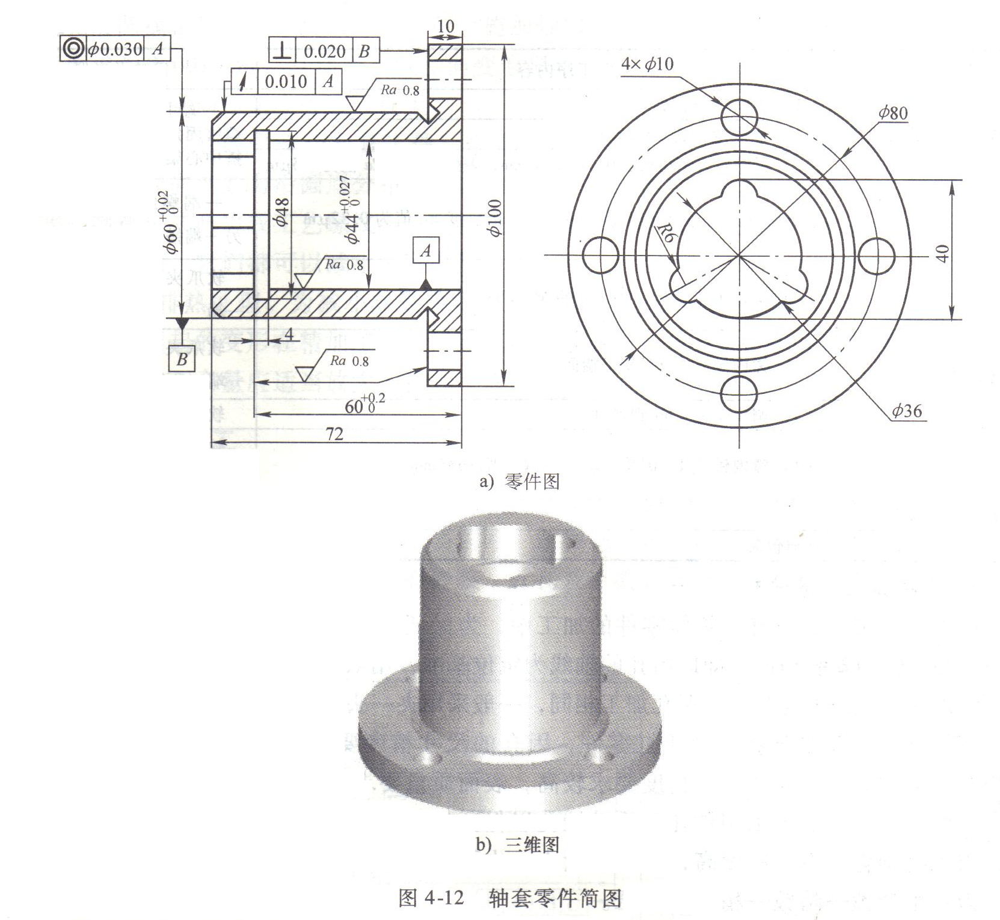 10
◎ φ0.030 A
⊥ 0.020 B
↗ 0.010 A
Ra 0.8
4×φ10
φ80
φ60 +0.02 0
φ48
φ44 +0.027 0
φ100
R6
40
A
Ra 0.8
4
B
Ra 0.8
60 +0.2 0
φ36
72
a) 零件图
b) 三维图
图 4-12 轴套零件简图